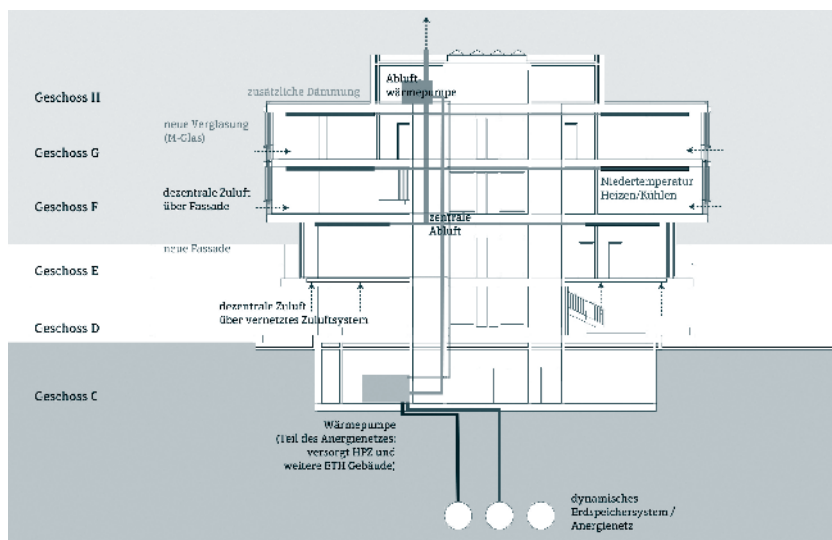 Abluft
wärmepumpe
Geschoss H
zusätzliche Dämmung
neue Verglasung
(M-Glas)
Geschoss G
dezentrale Zuluft
über Fassade
Niedertemperatur
Heizen/Kühlen
Geschoss F
zentrale
Abluft
neue Fassade
Geschoss E
dezentrale Zuluft
über vernetztes Zuluftsystem
Geschoss D
Geschoss C
Wärmepumpe
(Teil des Anergienetzes:
versorgt HPZ und
weitere ETH Gebäude)
dynamisches
Erdspeichersystem /
Anergienetz